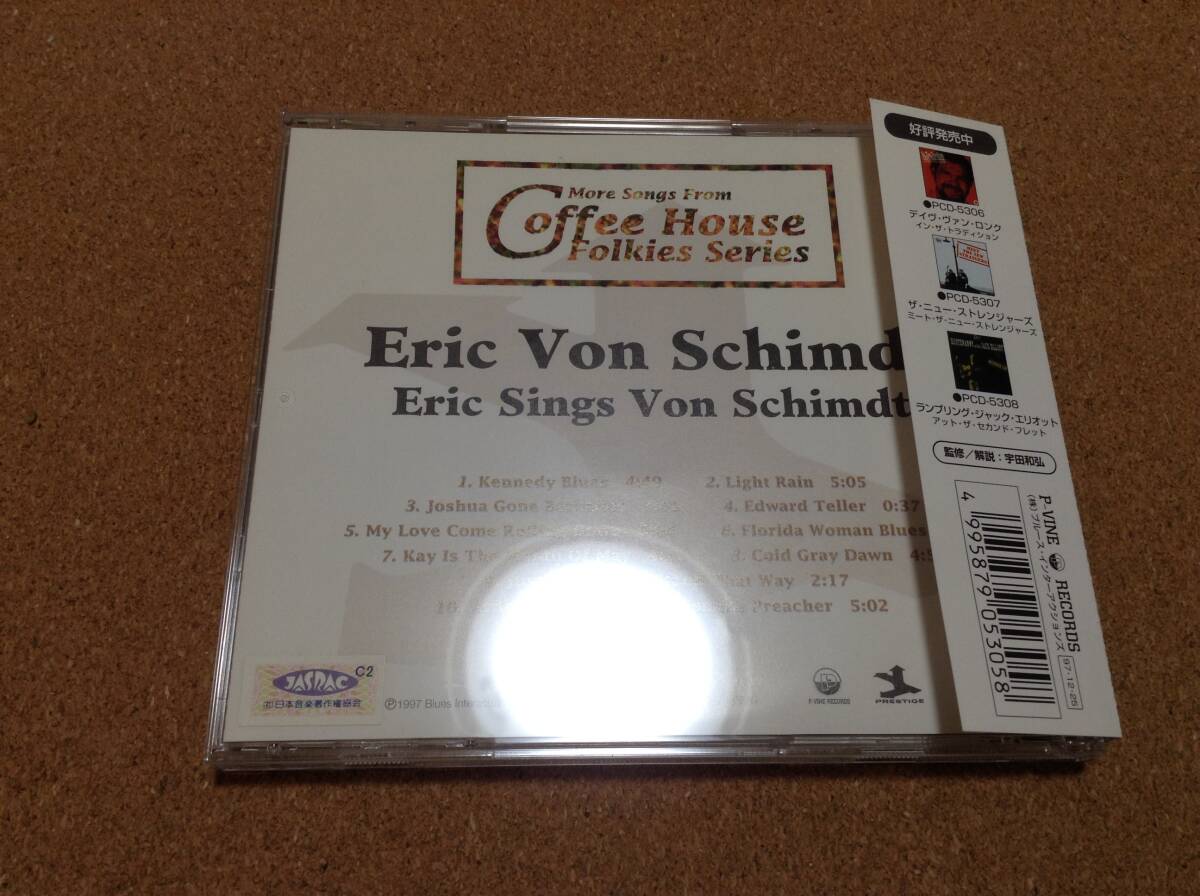 More Songs From
Coffee House
Folkies Series
Eric Von Schimd
Eric Sings Von Schimdt
1. Kennedy Blues 4:49 2. Light Rain 5:05
3. Joshua Gone 4. Edward Teller 0:37
5. My Love Come 6. Florida Woman Blues
7. Kay Is The 8. Cold Gray Dawn
That Way 2:17
10. Preacher 5:02
JASRAC C2
日本音楽著作権協会
Ⓟ1997 Blues
P-VINE RECORDS
PRESTIGE
好評発売中
●PCD-5306
デイヴ・ヴァン・ロンク
イン・ザ・トラディション
●PCD-5307
ザ・ニュー・ストレンジャーズ
ミート・ザ・ニュー・ストレンジャーズ
●PCD-5308
ランブリング・ジャック・エリオット
アット・ザ・セカンド・フレット
監修/解説:宇田和弘
P-VINE RECORDS
(株)ブルース・インターアクションズ
97・12・25
4995879053058